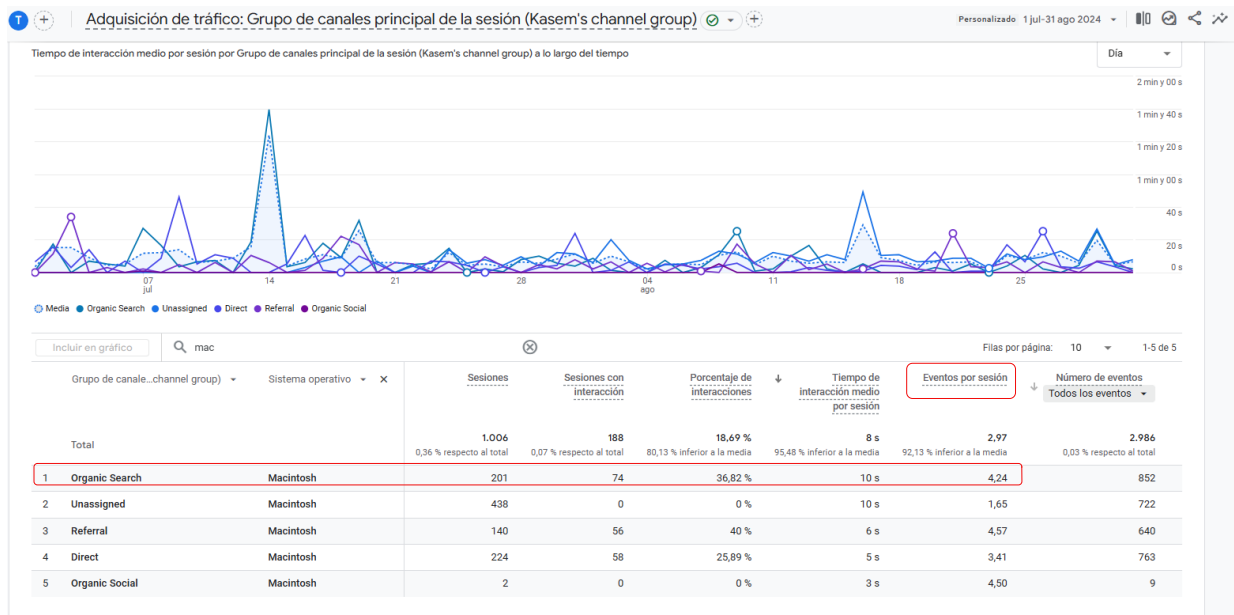 T
Adquisición de tráfico: Grupo de canales principal de la sesión (Kasem's channel group)
Personalizado 1 jul-31 ago 2024
Tiempo de interacción medio por sesión por Grupo de canales principal de la sesión (Kasem's channel group) a lo largo del tiempo
Día
2 min y 00 s
1 min y 40 s
1 min y 20 s
1 min y 00 s
40 s
20 s
0 s
07 jul
14
21
28
04 ago
11
18
25
Media Organic Search Unassigned Direct Referral Organic Social
Incluir en gráfico mac Filas por página: 10 1-5 de 5
Grupo de canale...channel group) Sistema operativo Sesiones Sesiones con interacción Porcentaje de interacciones Tiempo de interacción medio por sesión Eventos por sesión Número de eventos
Todos los eventos
Total 1.006 188 18,69 % 8 s 2,97 2.986
0,36 % respecto al total 0,07 % respecto al total 80,13 % inferior a la media 95,48 % inferior a la media 92,13 % inferior a la media 0,03 % respecto al total
1 Organic Search Macintosh 201 74 36,82 % 10 s 4,24 852
2 Unassigned Macintosh 438 0 0 % 10 s 1,65 722
3 Referral Macintosh 140 56 40 % 6 s 4,57 640
4 Direct Macintosh 224 58 25,89 % 5 s 3,41 763
5 Organic Social Macintosh 2 0 0 % 3 s 4,50 9